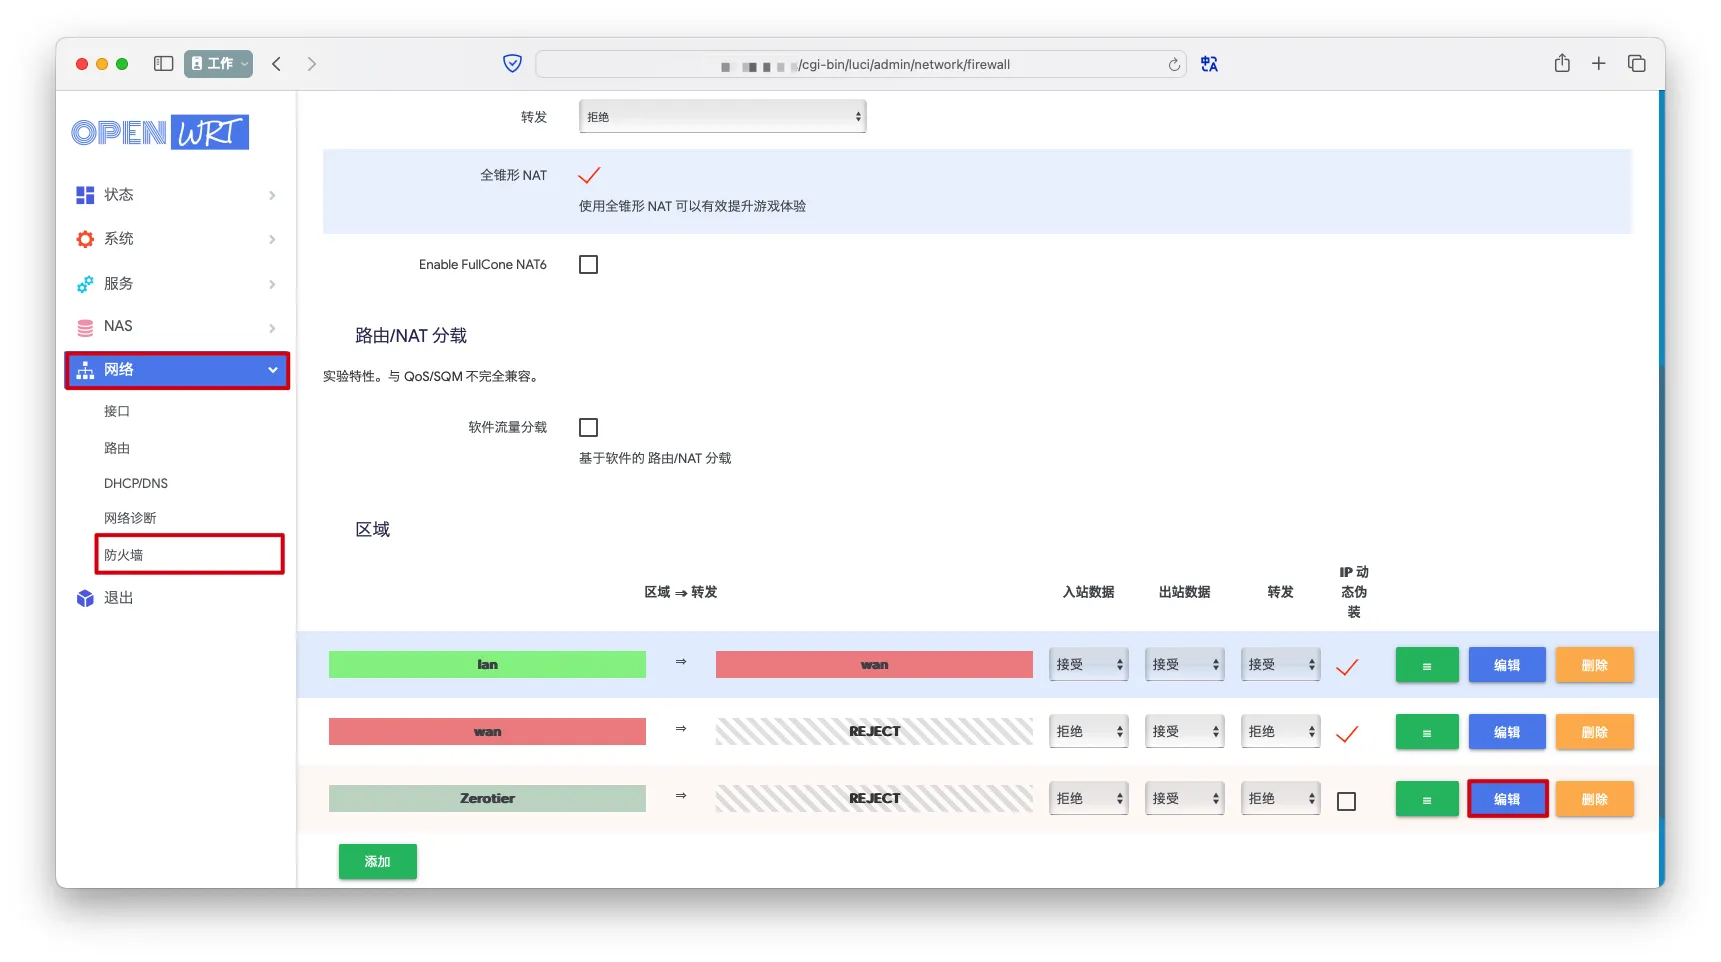 工作
/cgi-bin/luci/admin/network/firewall
OPENWRT
状态
系统
服务
NAS
网络
接口
路由
DHCP/DNS
网络诊断
防火墙
退出
转发 拒绝
全锥形 NAT
使用全锥形 NAT 可以有效提升游戏体验
Enable FullCone NAT6
路由/NAT 分载
实验特性。与 QoS/SQM 不完全兼容。
软件流量分载
基于软件的 路由/NAT 分载
区域
区域 ⇒ 转发 入站数据 出站数据 转发 IP 动态伪装
lan ⇒ wan 接受 接受 接受 ≡ 编辑 删除
wan ⇒ REJECT 拒绝 接受 拒绝 ≡ 编辑 删除
Zerotier ⇒ REJECT 拒绝 接受 拒绝 ≡ 编辑 删除
添加